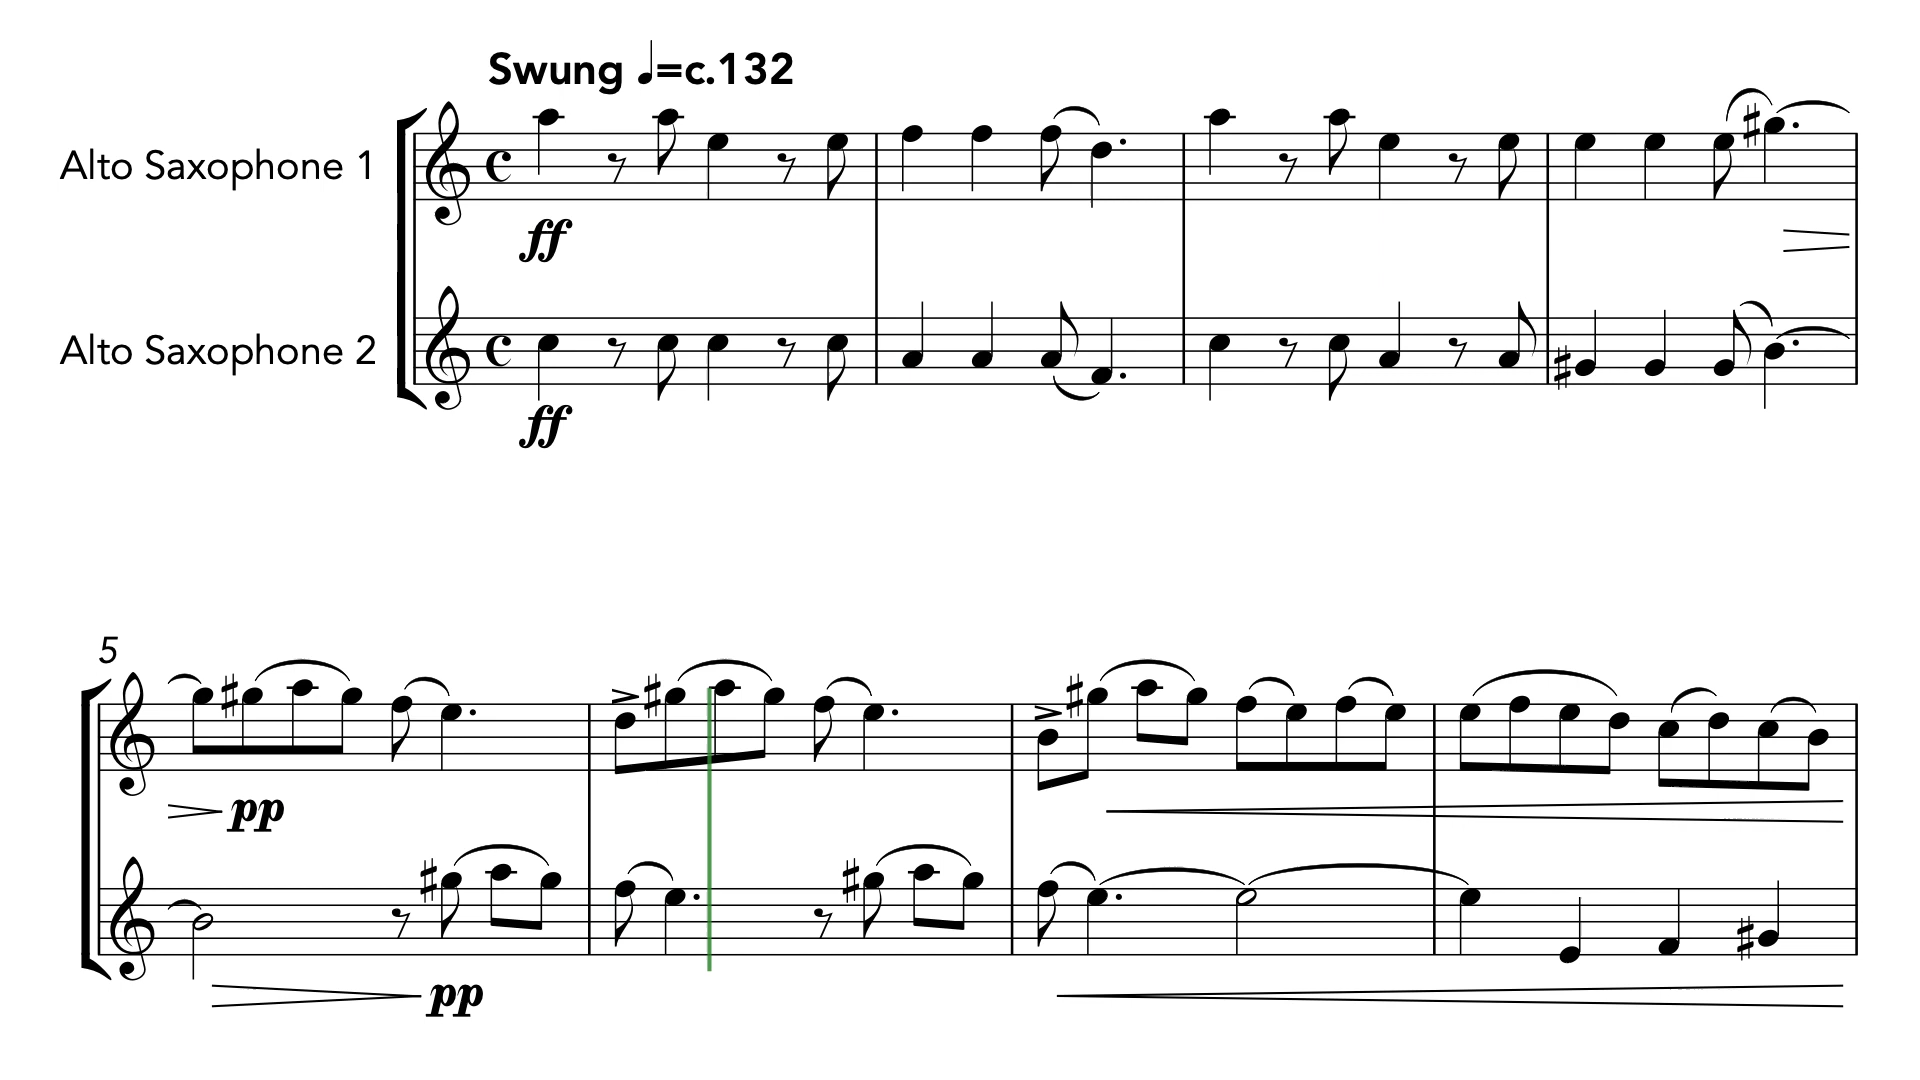 Swung ♩=c.132
Alto Saxophone 1
ff
Alto Saxophone 2
ff
5
pp
pp